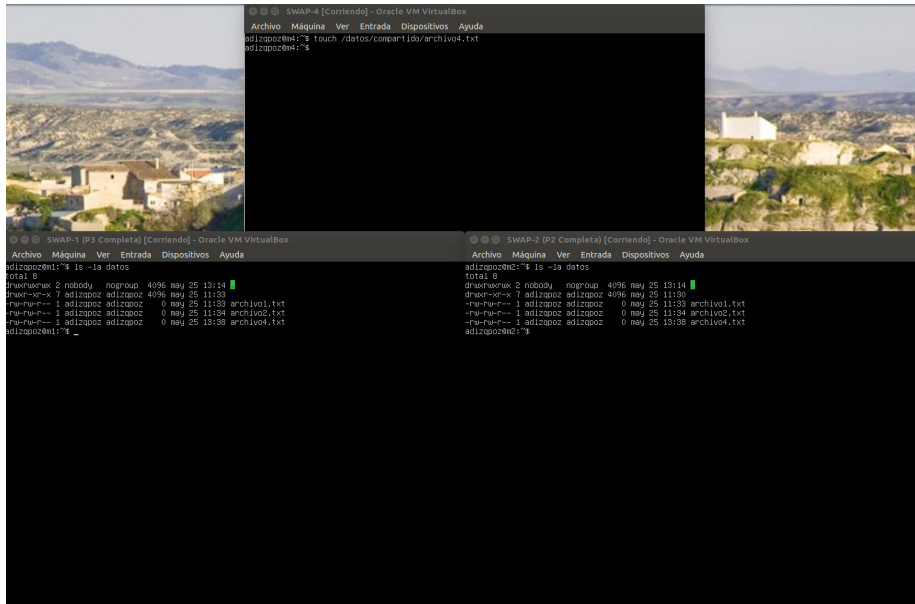 SWAP-4 [Corriendo] - Oracle VM VirtualBox
Archivo Máquina Ver Entrada Dispositivos Ayuda
adizqpoz@m4:~$ touch /datos/compartido/archivo4.txt
adizqpoz@m4:~$
SWAP-1 (P3 Completa) [Corriendo] - Oracle VM VirtualBox
Archivo Máquina Ver Entrada Dispositivos Ayuda
adizqpoz@m1:~$ ls -la datos
total 8
drwxrwxrwx 2 nobody nogroup 4096 may 25 13:14 .
drwxr-xr-x 7 adizqpoz adizqpoz 4096 may 25 11:33 ..
-rw-rw-r-- 1 adizqpoz adizqpoz 0 may 25 11:33 archivo1.txt
-rw-rw-r-- 1 adizqpoz adizqpoz 0 may 25 11:34 archivo2.txt
-rw-rw-r-- 1 adizqpoz adizqpoz 0 may 25 13:38 archivo4.txt
adizqpoz@m1:~$ _
SWAP-2 (P2 Completa) [Corriendo] - Oracle VM VirtualBox
Archivo Máquina Ver Entrada Dispositivos Ayuda
adizqpoz@m2:~$ ls -la datos
total 8
drwxrwxrwx 2 nobody nogroup 4096 may 25 13:14 .
drwxr-xr-x 7 adizqpoz adizqpoz 4096 may 25 11:30 ..
-rw-rw-r-- 1 adizqpoz adizqpoz 0 may 25 11:33 archivo1.txt
-rw-rw-r-- 1 adizqpoz adizqpoz 0 may 25 11:34 archivo2.txt
-rw-rw-r-- 1 adizqpoz adizqpoz 0 may 25 13:38 archivo4.txt
adizqpoz@m2:~$